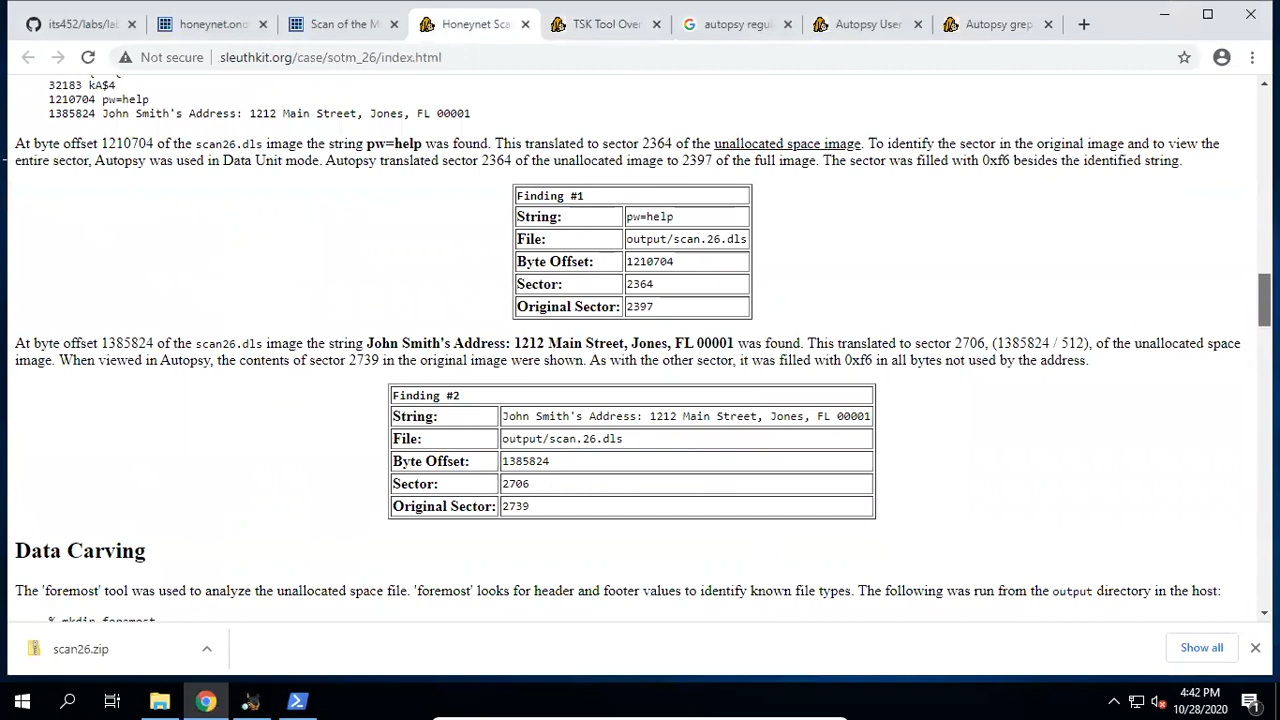 its452/labs/lab
honeynet.onc
Scan of the M
Honeynet Sca
TSK Tool Over
autopsy regul
Autopsy User
Autopsy grep
Not secure
sleuthkit.org/case/sotm_26/index.html
32183 kA$4
1210704 pw=help
1385824 John Smith's Address: 1212 Main Street, Jones, FL 00001
At byte offset 1210704 of the scan26.dls image the string pw=help was found. This translated to sector 2364 of the unallocated space image. To identify the sector in the original image and to view the
entire sector, Autopsy was used in Data Unit mode. Autopsy translated sector 2364 of the unallocated image to 2397 of the full image. The sector was filled with 0xf6 besides the identified string.
Finding #1
String: pw=help
File: output/scan.26.dls
Byte Offset: 1210704
Sector: 2364
Original Sector: 2397
At byte offset 1385824 of the scan26.dls image the string John Smith's Address: 1212 Main Street, Jones, FL 00001 was found. This translated to sector 2706, (1385824 / 512), of the unallocated space
image. When viewed in Autopsy, the contents of sector 2739 in the original image were shown. As with the other sector, it was filled with 0xf6 in all bytes not used by the address.
Finding #2
String: John Smith's Address: 1212 Main Street, Jones, FL 00001
File: output/scan.26.dls
Byte Offset: 1385824
Sector: 2706
Original Sector: 2739
Data Carving
The 'foremost' tool was used to analyze the unallocated space file. 'foremost' looks for header and footer values to identify known file types. The following was run from the output directory in the host:
% mkdir foremost
scan26.zip
Show all
4:42 PM
10/28/2020
1